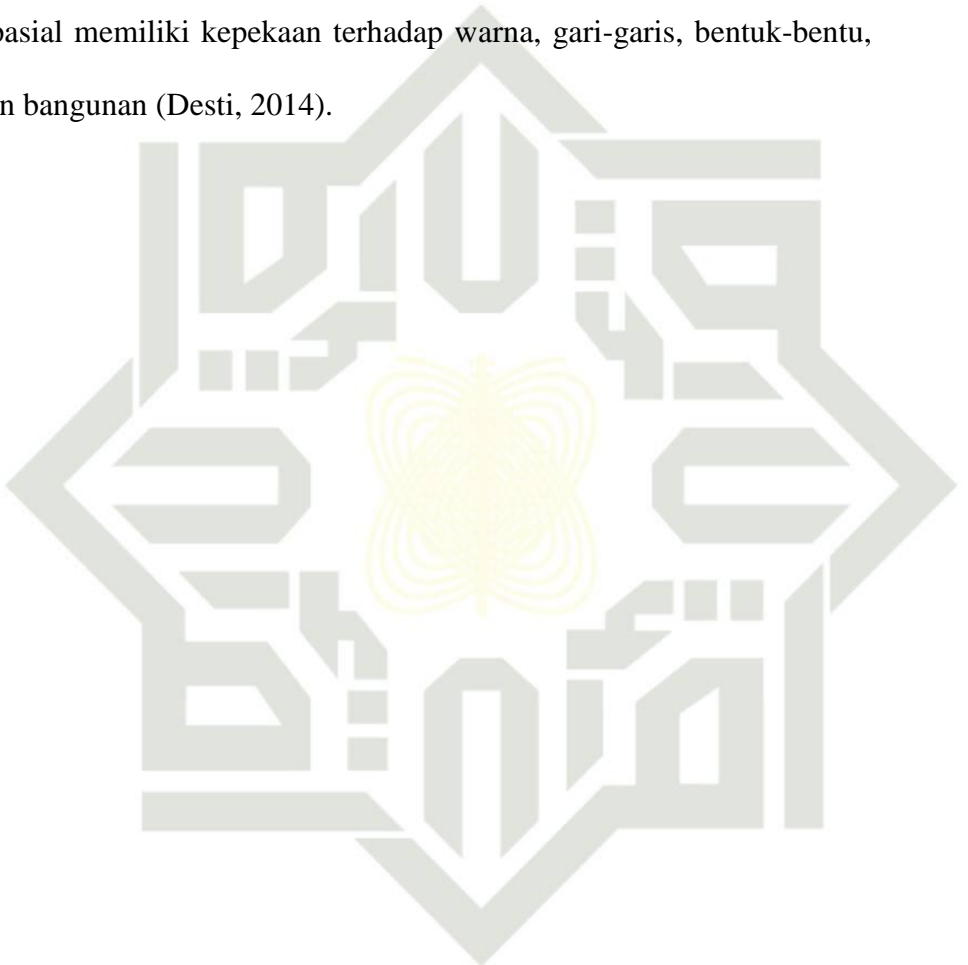 pasial memiliki kepekaan terhadap warna, gari-garis, bentuk-bentu,
n bangunan (Desti, 2014).